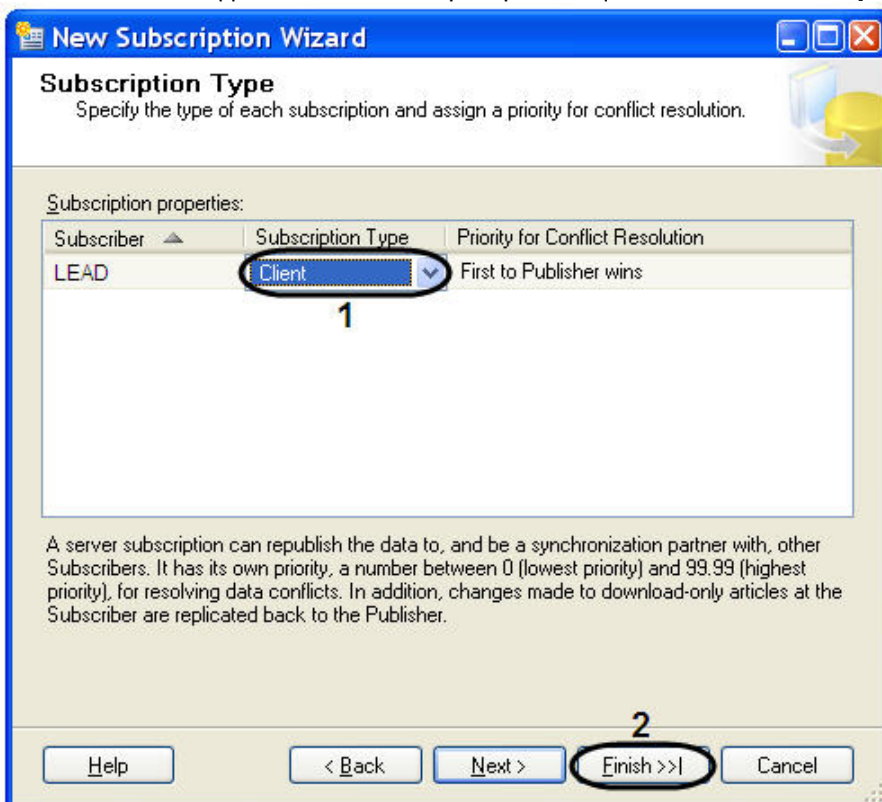 New Subscription Wizard
Subscription Type
Specify the type of each subscription and assign a priority for conflict resolution.
Subscription properties:
Subscriber Subscription Type Priority for Conflict Resolution
LEAD Client First to Publisher wins
1
A server subscription can republish the data to, and be a synchronization partner with, other
Subscribers. It has its own priority, a number between 0 (lowest priority) and 99.99 (highest
priority), for resolving data conflicts. In addition, changes made to download-only articles at the
Subscriber are replicated back to the Publisher.
2
Help < Back Next > Finish >>| Cancel